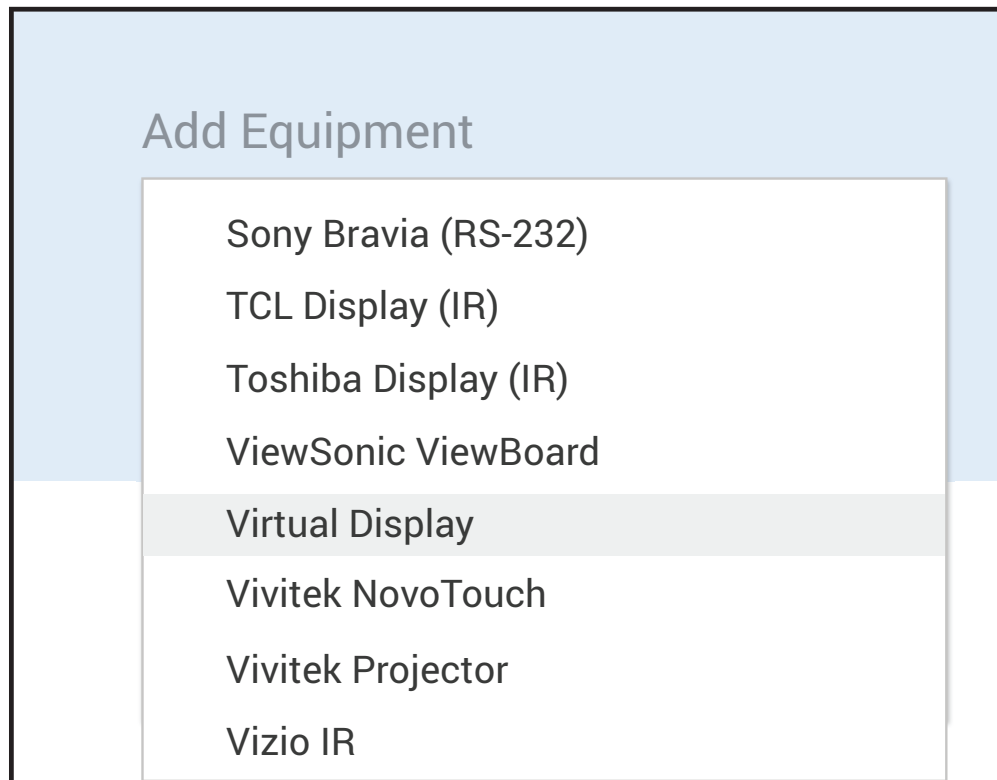 Add Equipment
Sony Bravia (RS-232)
TCL Display (IR)
Toshiba Display (IR)
ViewSonic ViewBoard
Virtual Display
Vivitek NovoTouch
Vivitek Projector
Vizio IR